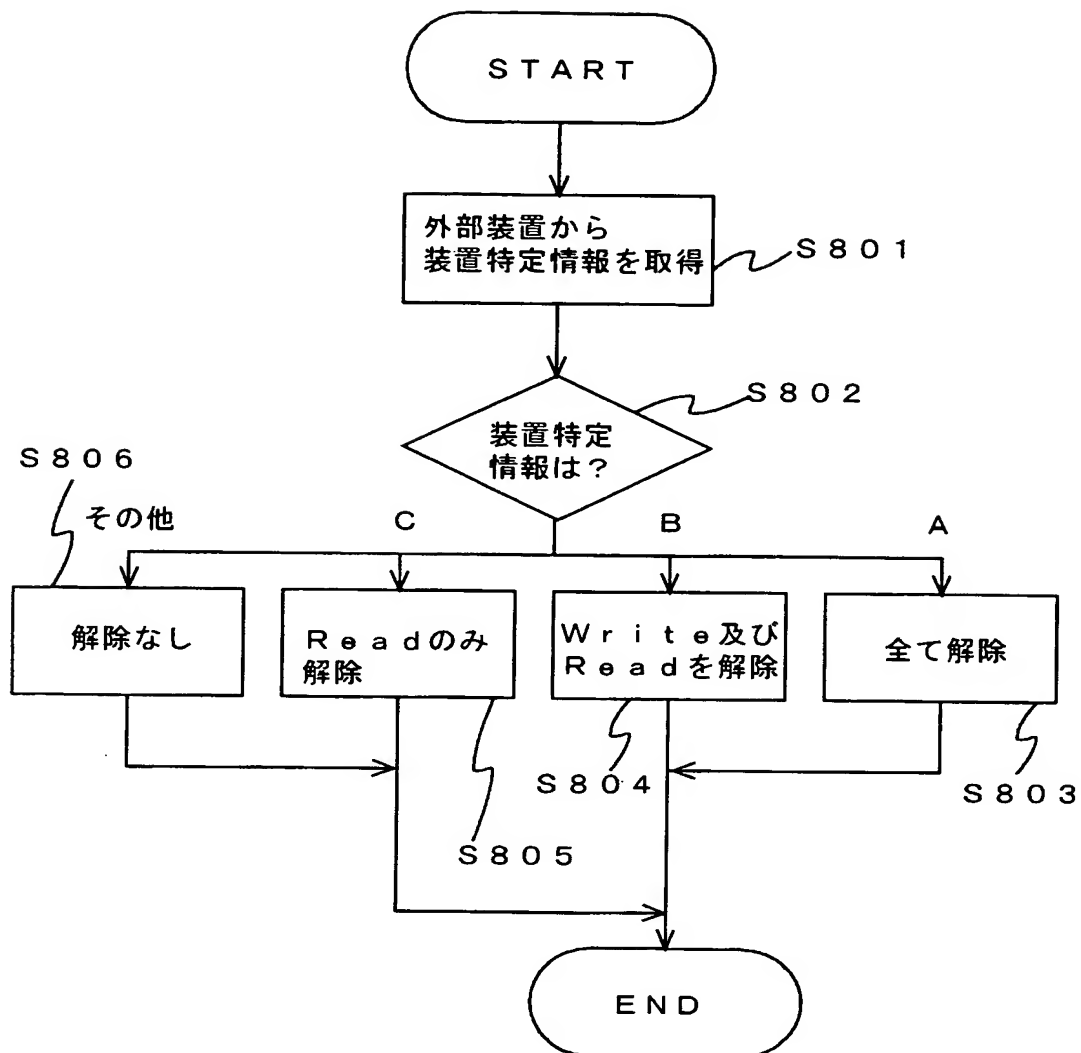 ＳＴＡＲＴ
外部装置から
装置特定情報を取得
Ｓ８０１
Ｓ８０２
装置特定
情報は？
Ｓ８０６
その他
Ｃ
Ｂ
Ａ
解除なし
Ｒｅａｄのみ
解除
Ｗｒｉｔｅ及び
Ｒｅａｄを解除
全て解除
Ｓ８０４
Ｓ８０３
Ｓ８０５
ＥＮＤ